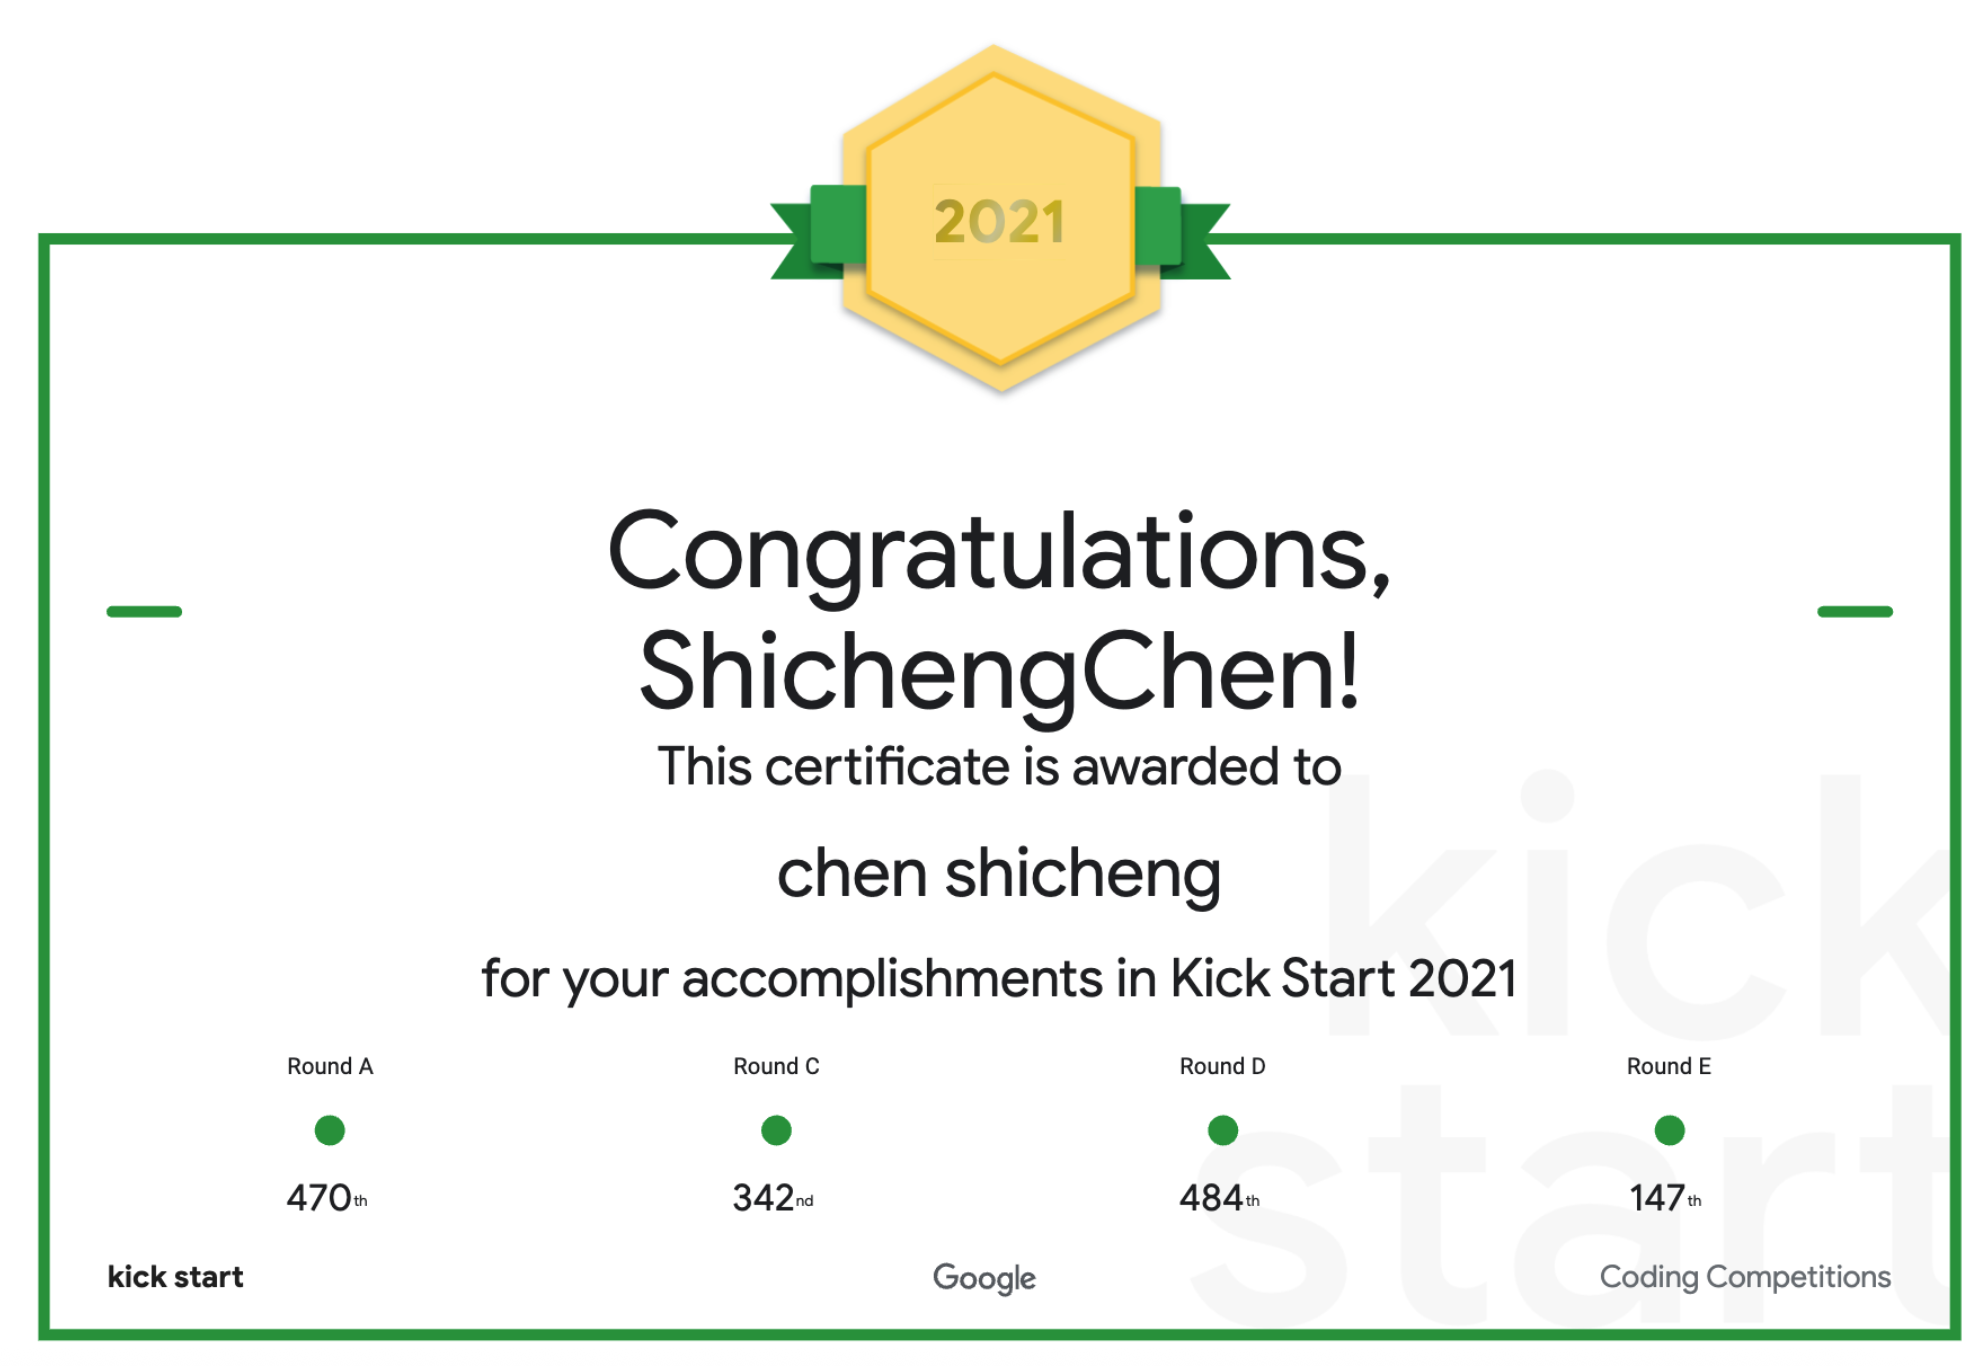 2021
Congratulations,
ShichengChen!
This certificate is awarded to
chen shicheng
for your accomplishments in Kick Start 2021
Round A Round C Round D Round E
470th 342nd 484th 147th
kick start Google Coding Competitions
kick
start